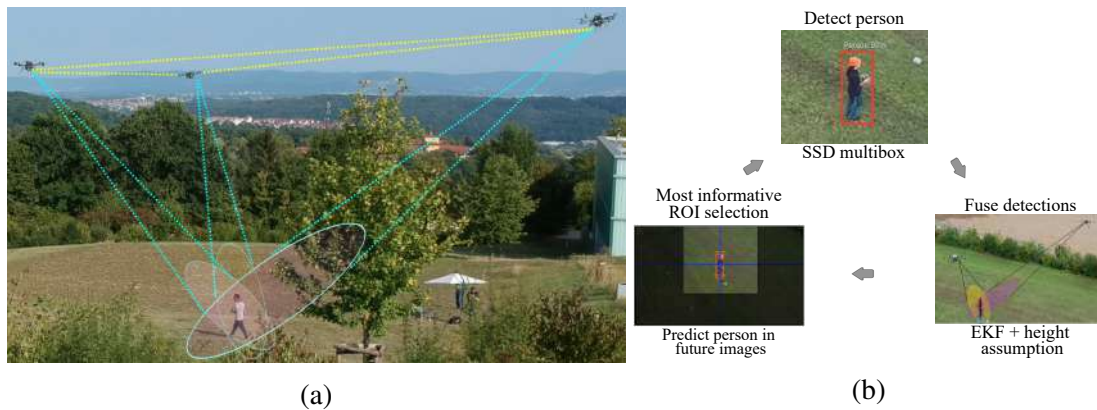 Detect person
SSD multibox
Most informative
ROI selection
Fuse detections
Predict person in
future images
EKF + height
assumption
(a)
(b)